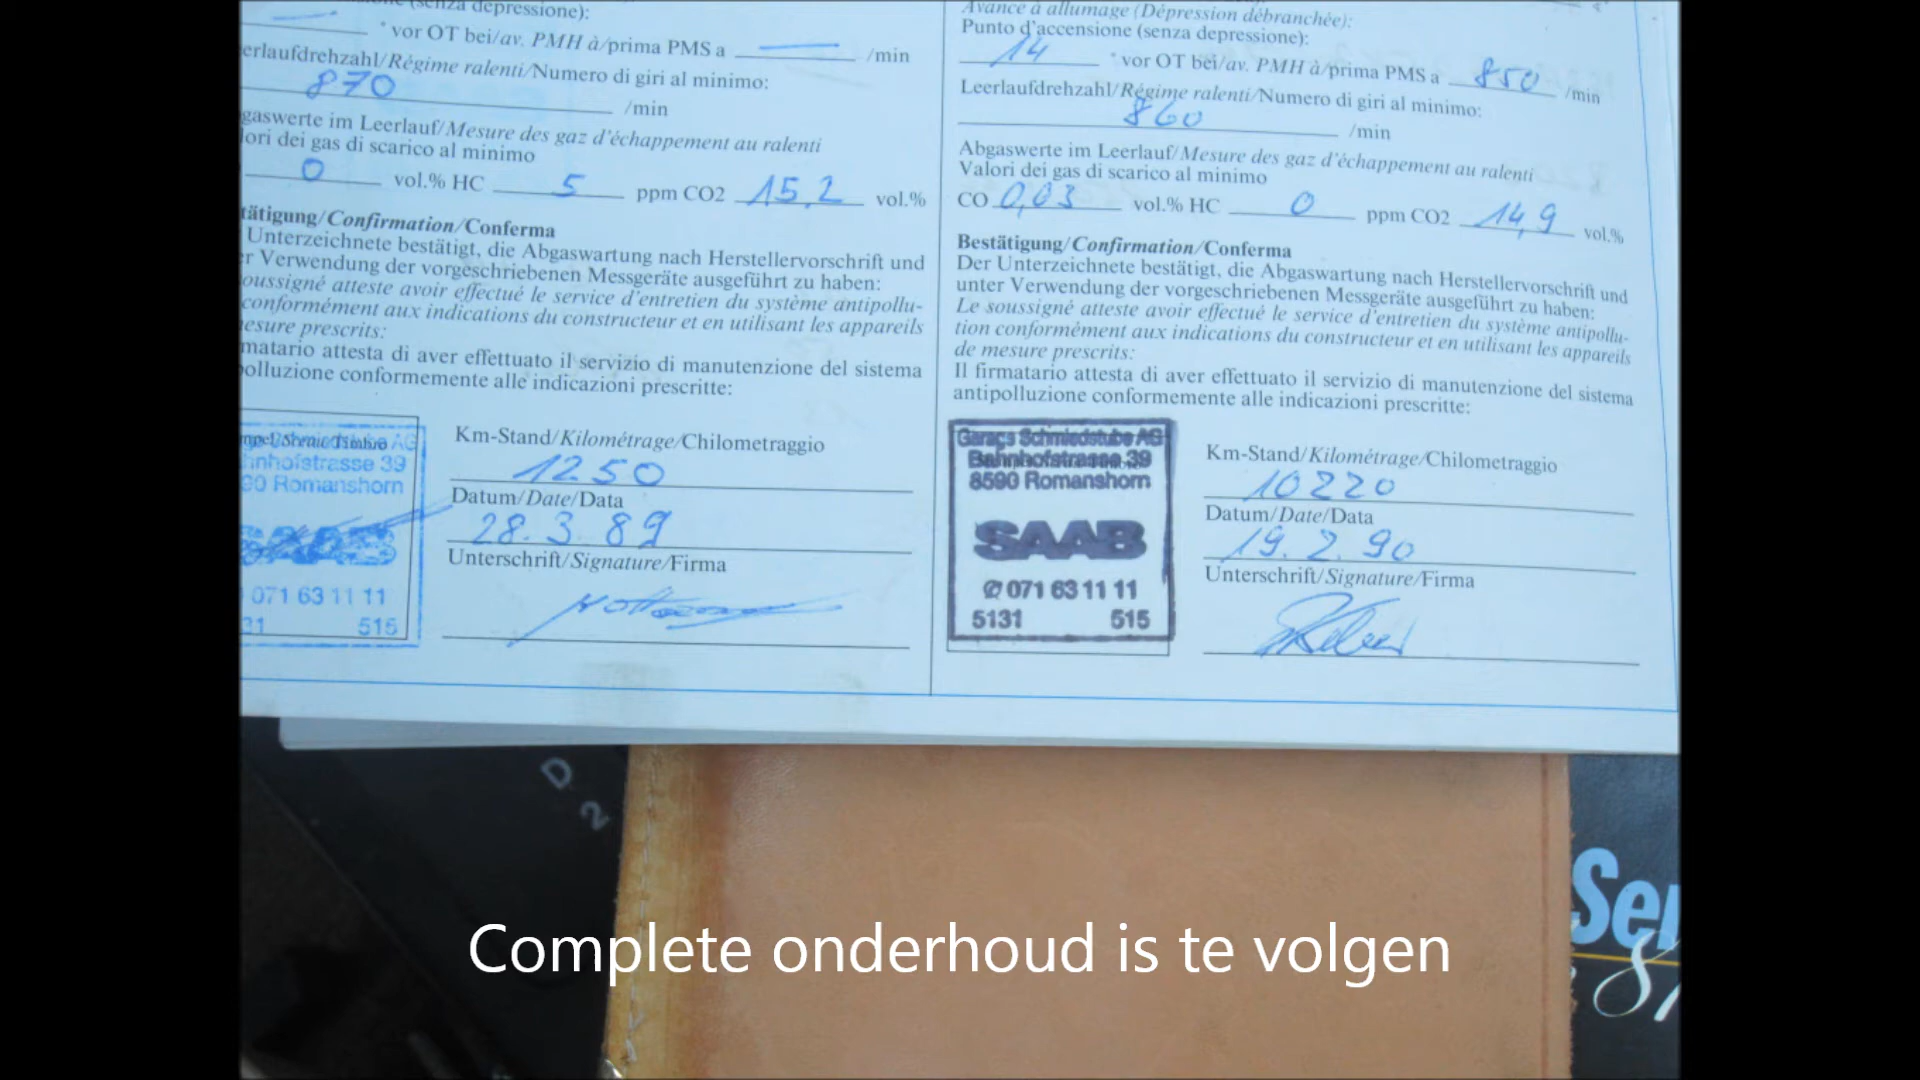 (senza depressione):
° vor OT bei/av. PMH à/prima PMS a /min
erlaufdrehzahl/Régime ralenti/Numero di giri al minimo:
870 /min
gaswerte im Leerlauf/Mesure des gaz d'échappement au ralenti
lori dei gas di scarico al minimo
0 vol.% HC 5 ppm CO2 15,2 vol.%
tätigung/Confirmation/Conferma
Unterzeichnete bestätigt, die Abgaswartung nach Herstellervorschrift und
r Verwendung der vorgeschriebenen Messgeräte ausgeführt zu haben:
oussigné atteste avoir effectué le service d'entretien du système antipollu-
conformément aux indications du constructeur et en utilisant les appareils
esure prescrits:
matario attesta di aver effettuato il servizio di manutenzione del sistema
olluzione conformemente alle indicazioni prescritte:
AG
hnhofstrasse 39
90 Romanshorn
071 63 11 11
31 515
Km-Stand/Kilométrage/Chilometraggio
1250
Datum/Date/Data
28. 3 89
Unterschrift/Signature/Firma
Avance à allumage (Dépression débranchée):
Punto d'accensione (senza depressione):
14 ° vor OT bei/av. PMH à/prima PMS a 850 /min
Leerlaufdrehzahl/Régime ralenti/Numero di giri al minimo:
860 /min
Abgaswerte im Leerlauf/Mesure des gaz d'échappement au ralenti
Valori dei gas di scarico al minimo
CO 0,03 vol.% HC 0 ppm CO2 14,9 vol.%
Bestätigung/Confirmation/Conferma
Der Unterzeichnete bestätigt, die Abgaswartung nach Herstellervorschrift und
unter Verwendung der vorgeschriebenen Messgeräte ausgeführt zu haben:
Le soussigné atteste avoir effectué le service d'entretien du système antipollu-
tion conformément aux indications du constructeur et en utilisant les appareils
de mesure prescrits:
Il firmatario attesta di aver effettuato il servizio di manutenzione del sistema
antipolluzione conformemente alle indicazioni prescritte:
Garage Schmiedstube AG
Bahnhofstrasse 39
8590 Romanshorn
SAAB
✆ 071 63 11 11
5131 515
Km-Stand/Kilométrage/Chilometraggio
10220
Datum/Date/Data
19. 2. 90
Unterschrift/Signature/Firma
D
2
Ser
Complete onderhoud is te volgen